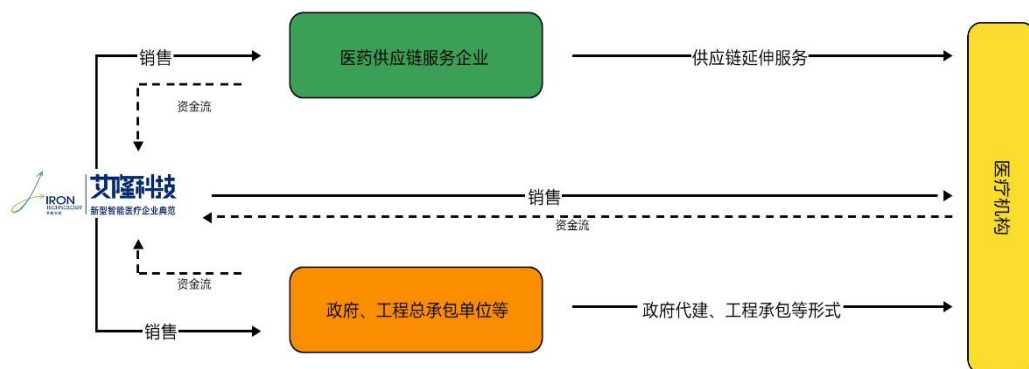 销售
医药供应链服务企业
供应链延伸服务
资金流
IRON
TECHNOLOGY
艾隆科技
新型智能医疗企业典范
销售
资金流
医疗机构
资金流
政府、工程总承包单位等
政府代建、工程承包等形式
销售